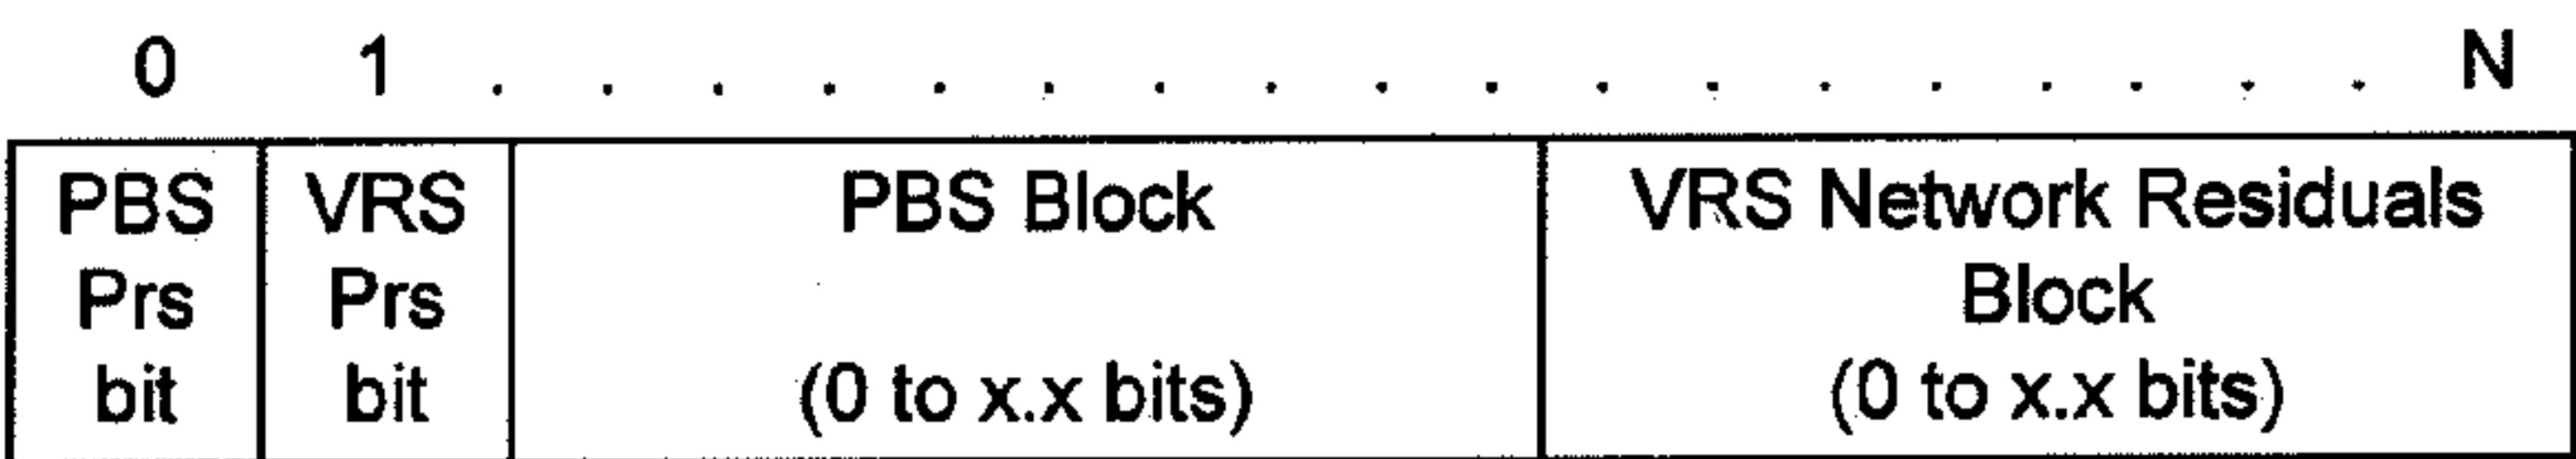 0 1 . . . . . . . . . . . . . . . . . . N
PBS VRS PBS Block VRS Network Residuals
Prs Prs Block
bit bit (0 to x.x bits) (0 to x.x bits)